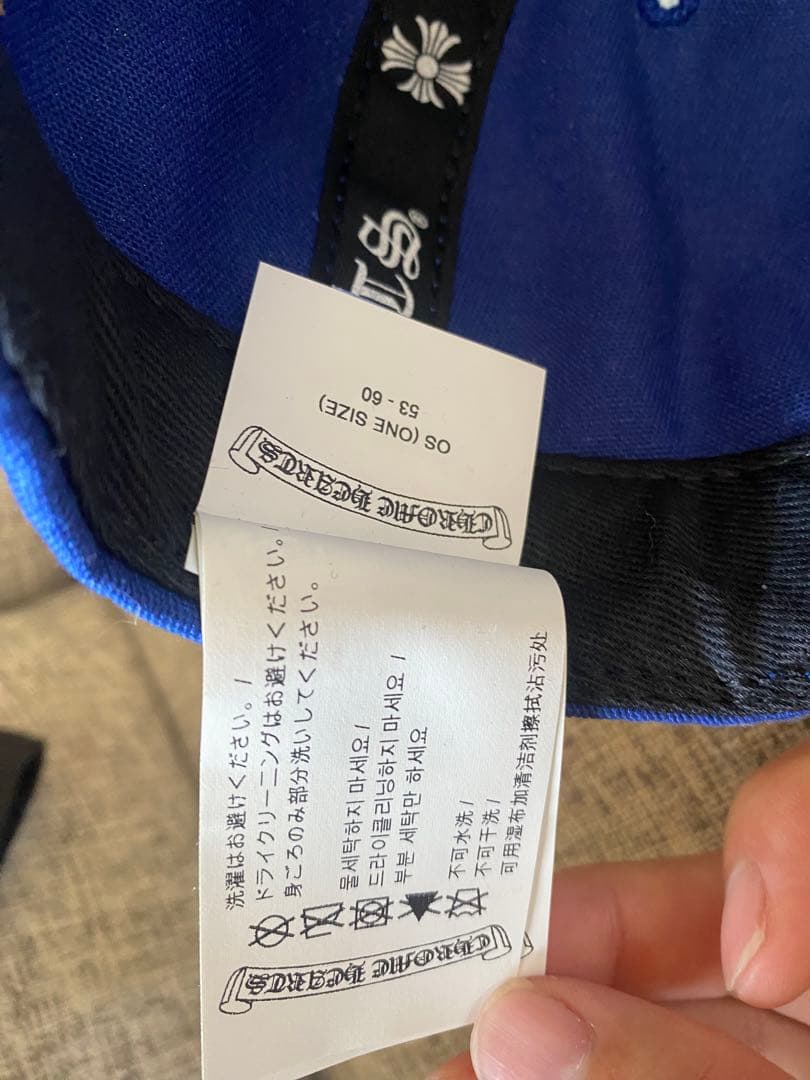 TS®
CHROME HEARTS
OS (ONE SIZE)
53 - 60
洗濯はお避けください。/
ドライクリーニングはお避けください。/
身ごろのみ部分洗いしてください。
물세탁하지 마세요 /
드라이클리닝하지 마세요 /
부분 세탁만 하세요
不可水洗 /
不可干洗 /
可用湿布加清洁剂擦拭沾污处
CHROME HEARTS